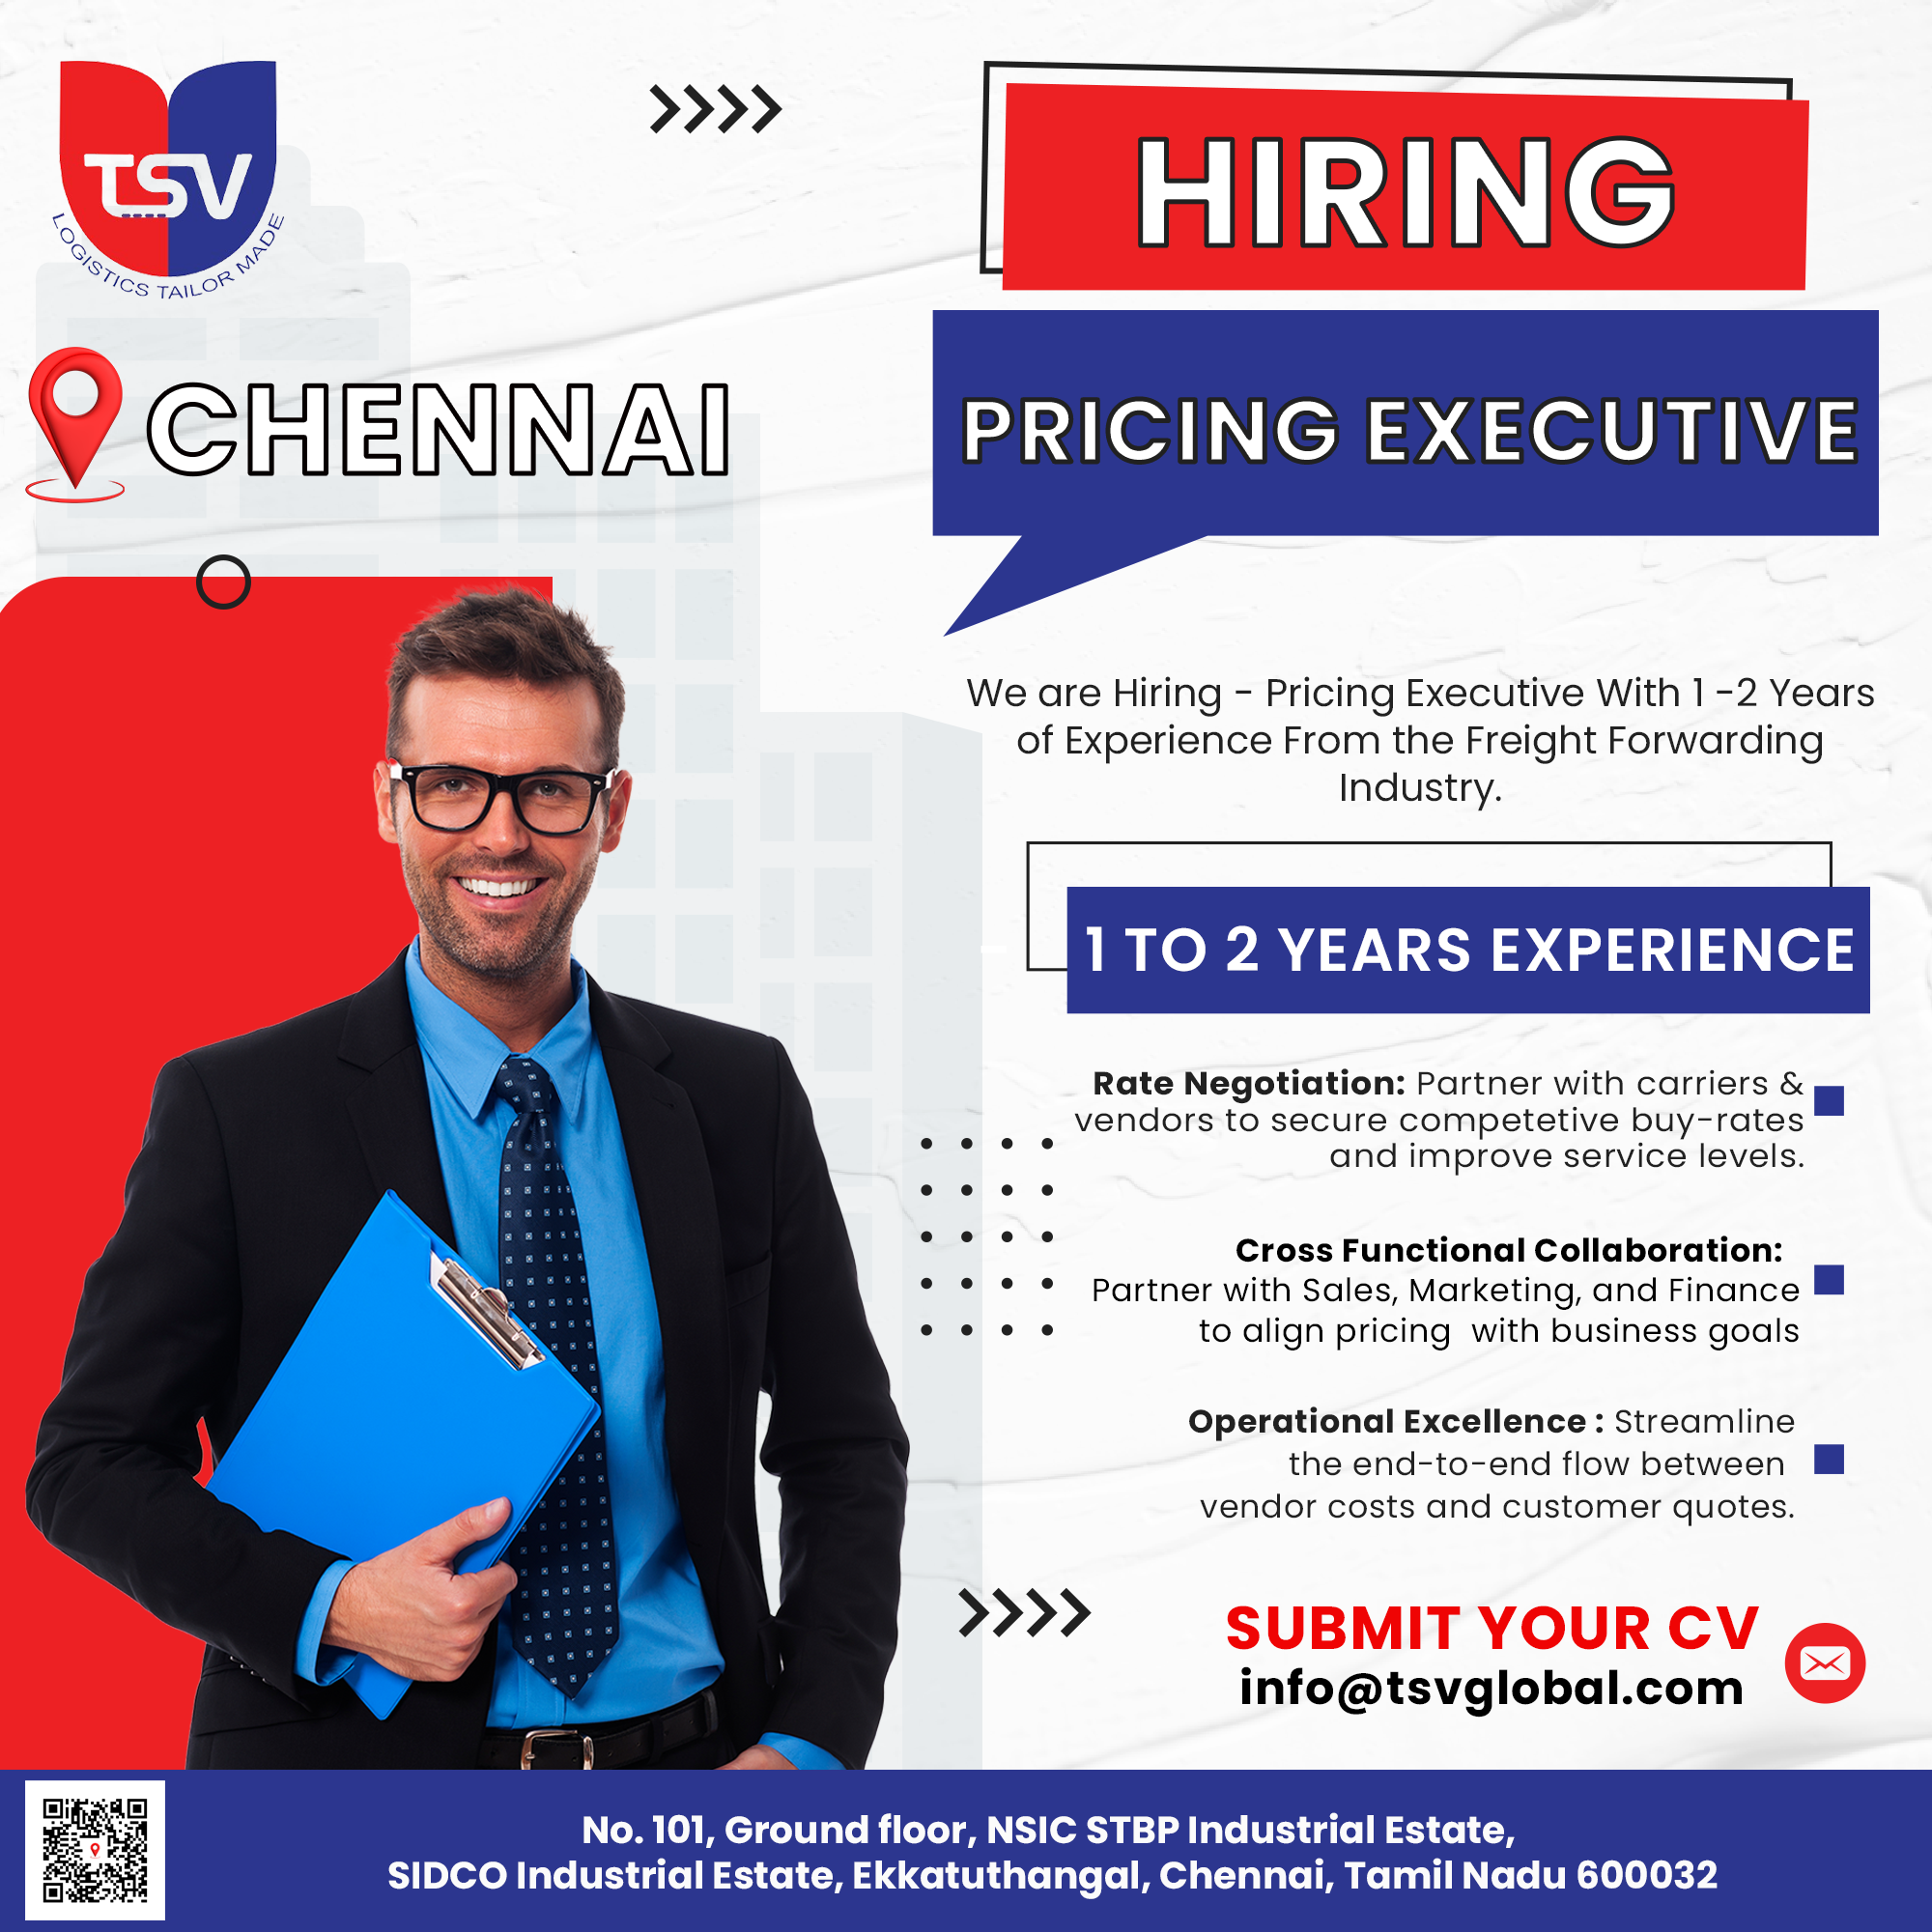 TSV
LOGISTICS TAILOR MADE
HIRING
CHENNAI
PRICING EXECUTIVE
We are Hiring - Pricing Executive With 1 -2 Years
of Experience From the Freight Forwarding
Industry.
1 TO 2 YEARS EXPERIENCE
Rate Negotiation: Partner with carriers &
vendors to secure competetive buy-rates
and improve service levels.
Cross Functional Collaboration:
Partner with Sales, Marketing, and Finance
to align pricing with business goals
Operational Excellence : Streamline
the end-to-end flow between
vendor costs and customer quotes.
SUBMIT YOUR CV
info@tsvglobal.com
No. 101, Ground floor, NSIC STBP Industrial Estate,
SIDCO Industrial Estate, Ekkatuthangal, Chennai, Tamil Nadu 600032